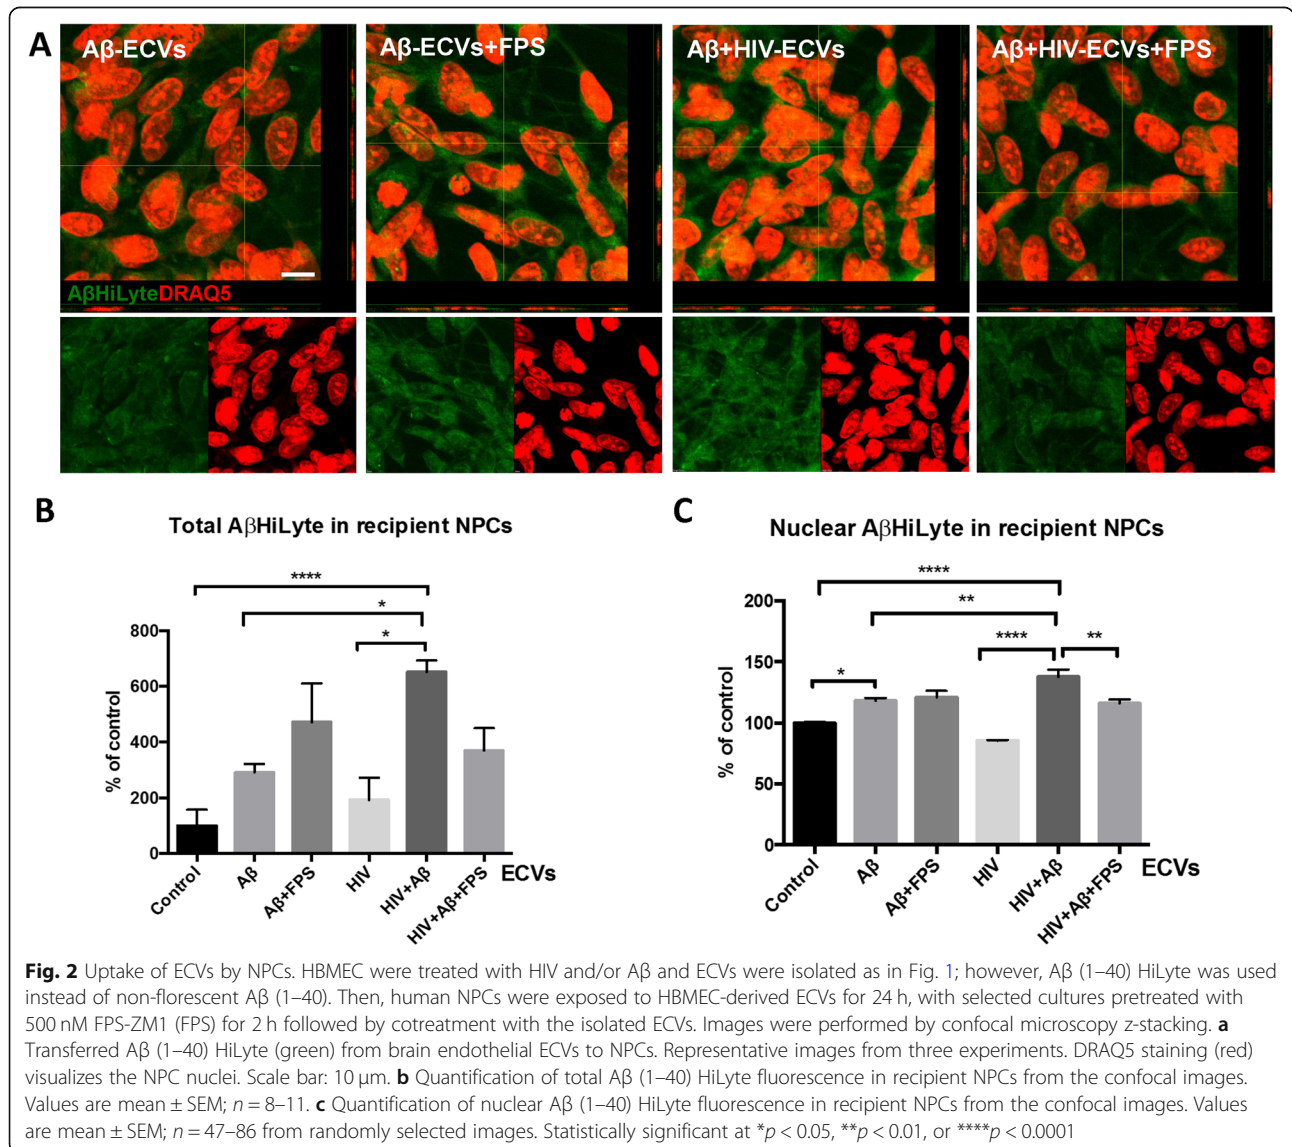 A
Aβ-ECVs
Aβ-ECVs+FPS
Aβ+HIV-ECVs
Aβ+HIV-ECVs+FPS
AβHiLyteDRAQ5
B
Total AβHiLyte in recipient NPCs
****
*
*
% of control
800
600
400
200
0
Control
Aβ
Aβ+FPS
HIV
HIV+Aβ
HIV+Aβ+FPS
ECVs
C
Nuclear AβHiLyte in recipient NPCs
****
**
****
**
*
% of control
200
150
100
50
0
Control
Aβ
Aβ+FPS
HIV
HIV+Aβ
HIV+Aβ+FPS
ECVs
Fig. 2 Uptake of ECVs by NPCs. HBMEC were treated with HIV and/or Aβ and ECVs were isolated as in Fig. 1; however, Aβ (1–40) HiLyte was used
instead of non-florescent Aβ (1–40). Then, human NPCs were exposed to HBMEC-derived ECVs for 24 h, with selected cultures pretreated with
500 nM FPS-ZM1 (FPS) for 2 h followed by cotreatment with the isolated ECVs. Images were performed by confocal microscopy z-stacking. a
Transferred Aβ (1–40) HiLyte (green) from brain endothelial ECVs to NPCs. Representative images from three experiments. DRAQ5 staining (red)
visualizes the NPC nuclei. Scale bar: 10 μm. b Quantification of total Aβ (1–40) HiLyte fluorescence in recipient NPCs from the confocal images.
Values are mean ± SEM; n = 8–11. c Quantification of nuclear Aβ (1–40) HiLyte fluorescence in recipient NPCs from the confocal images. Values
are mean ± SEM; n = 47–86 from randomly selected images. Statistically significant at *p < 0.05, **p < 0.01, or ****p < 0.0001